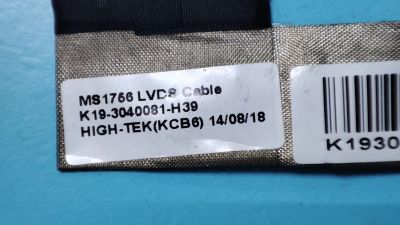 MS1756 LVDS Cable
K19-3040081-H39
HIGH-TEK(KCB6) 14/08/18
K1930